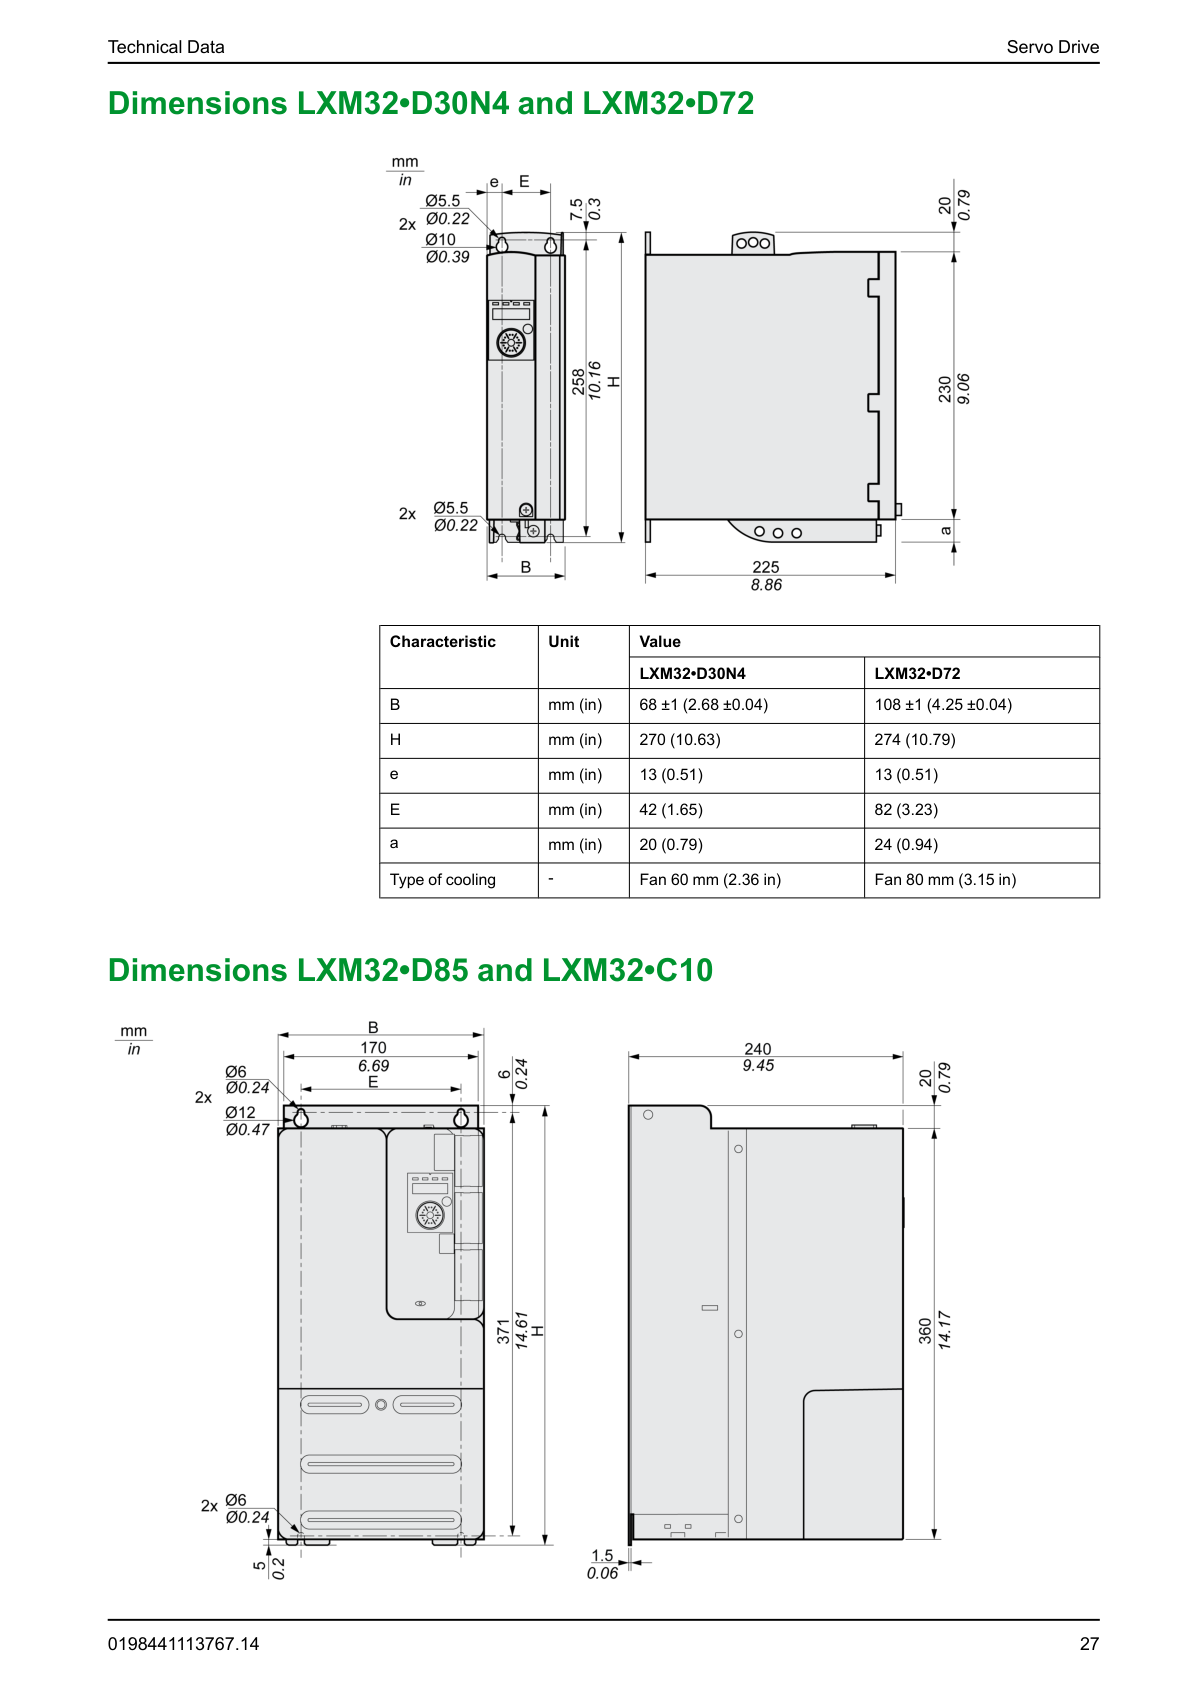 Technical Data Servo Drive
Dimensions LXM32•D30N4 and LXM32•D72
mm
in
e E
Ø5.5
Ø0.22
2x
Ø10
Ø0.39
7.5
0.3
20
0.79
258
10.16
H
230
9.06
2x Ø5.5
Ø0.22
a
B
225
8.86
Characteristic Unit Value
LXM32•D30N4 LXM32•D72
B mm (in) 68 ±1 (2.68 ±0.04) 108 ±1 (4.25 ±0.04)
H mm (in) 270 (10.63) 274 (10.79)
e mm (in) 13 (0.51) 13 (0.51)
E mm (in) 42 (1.65) 82 (3.23)
a mm (in) 20 (0.79) 24 (0.94)
Type of cooling - Fan 60 mm (2.36 in) Fan 80 mm (3.15 in)
Dimensions LXM32•D85 and LXM32•C10
mm
in
B
170
6.69
E
Ø6
Ø0.24
2x
Ø12
Ø0.47
6
0.24
240
9.45
20
0.79
371
14.61
H
360
14.17
2x Ø6
Ø0.24
5
0.2
1.5
0.06
0198441113767.14 27